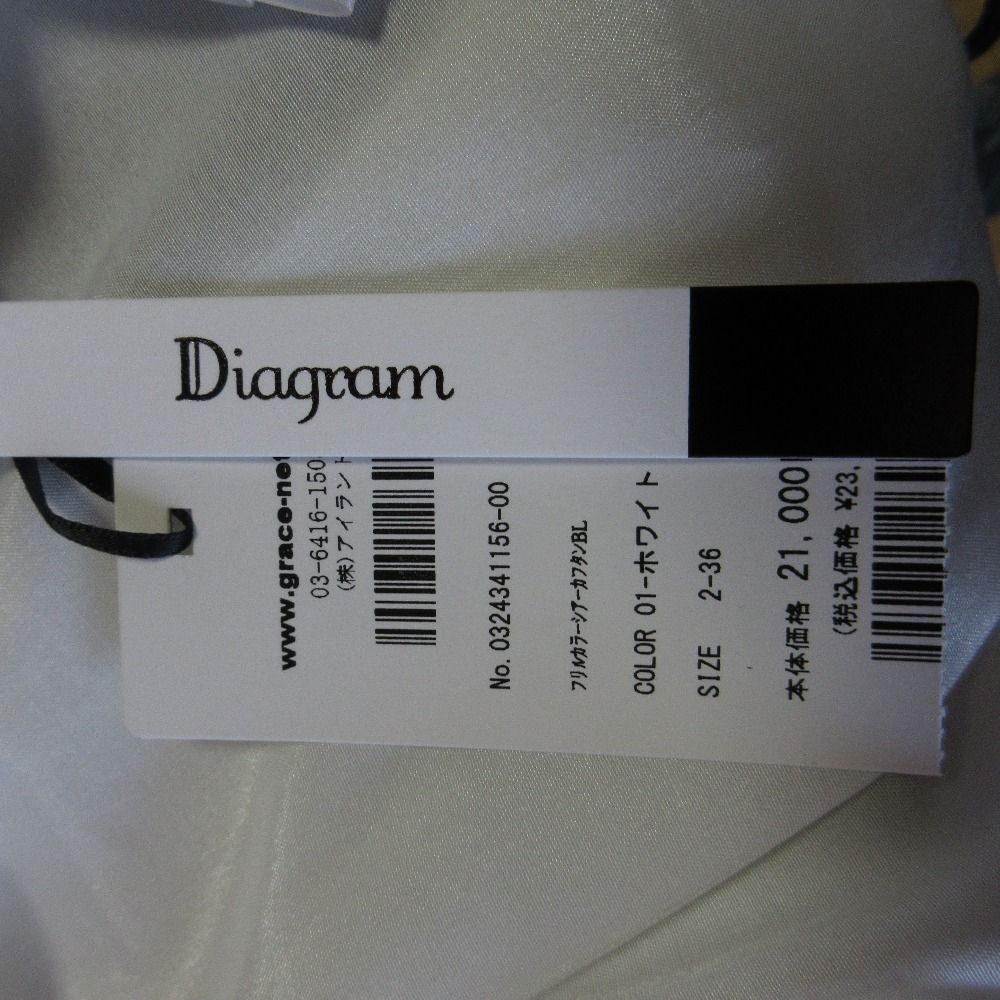 Diagram
www.grace-net
03-6416-150
(株)アイランド
No. 0324341156-00
フリルカラーシアーカフタンBL
COLOR 01-ホワイト
SIZE 2-36
本体価格 21,000
(税込価格 ¥23,